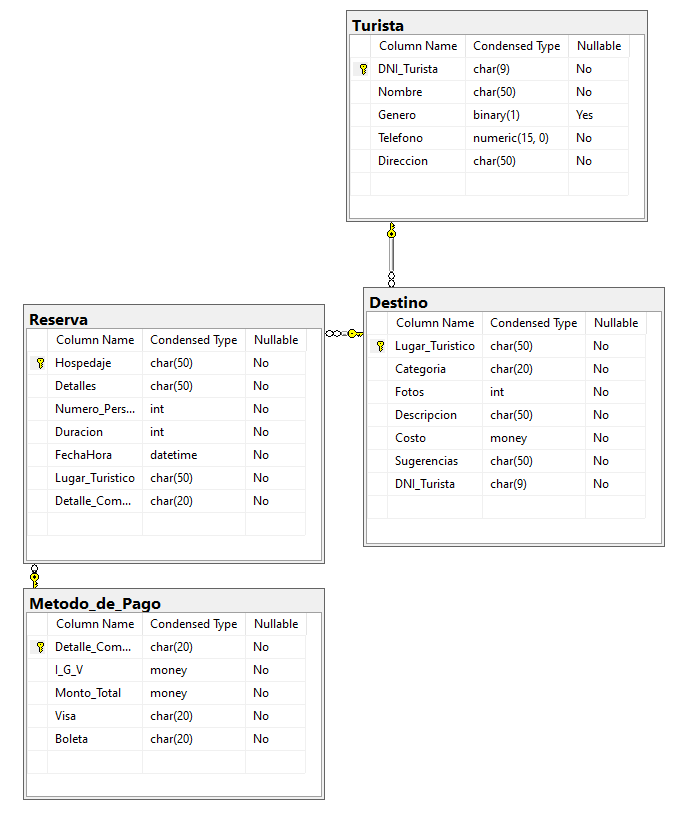 Turista
Column Name Condensed Type Nullable
DNI_Turista char(9) No
Nombre char(50) No
Genero binary(1) Yes
Telefono numeric(15, 0) No
Direccion char(50) No
Reserva
Column Name Condensed Type Nullable
Hospedaje char(50) No
Detalles char(50) No
Numero_Pers... int No
Duracion int No
FechaHora datetime No
Lugar_Turistico char(50) No
Detalle_Com... char(20) No
Destino
Column Name Condensed Type Nullable
Lugar_Turistico char(50) No
Categoria char(20) No
Fotos int No
Descripcion char(50) No
Costo money No
Sugerencias char(50) No
DNI_Turista char(9) No
Metodo_de_Pago
Column Name Condensed Type Nullable
Detalle_Com... char(20) No
I_G_V money No
Monto_Total money No
Visa char(20) No
Boleta char(20) No